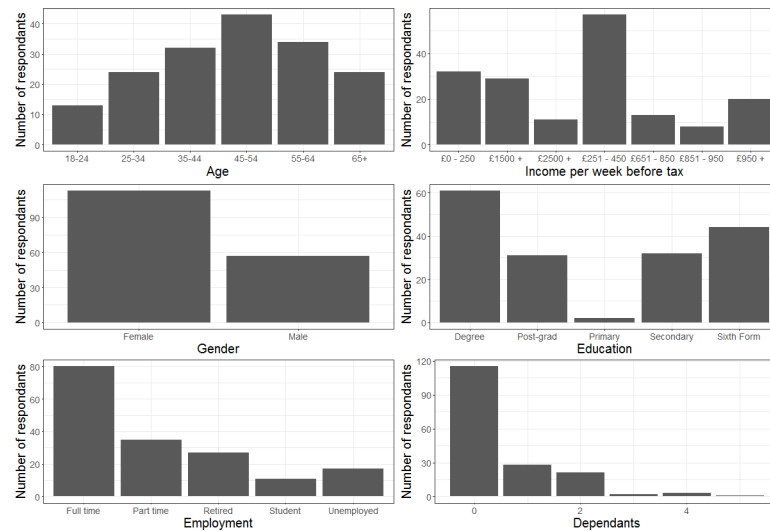 Number of respondants
40
30
20
10
0
18-24 25-34 35-44 45-54 55-64 65+
Age
Number of respondants
40
20
0
£0 - 250 £1500 + £2500 + £251 - 450 £651 - 850 £851 - 950 £950 +
Income per week before tax
Number of respondants
90
60
30
0
Female Male
Gender
Number of respondants
60
40
20
0
Degree Post-grad Primary Secondary Sixth Form
Education
Number of respondants
80
60
40
20
0
Full time Part time Retired Student Unemployed
Employment
Number of respondants
120
90
60
30
0
0 2 4
Dependants